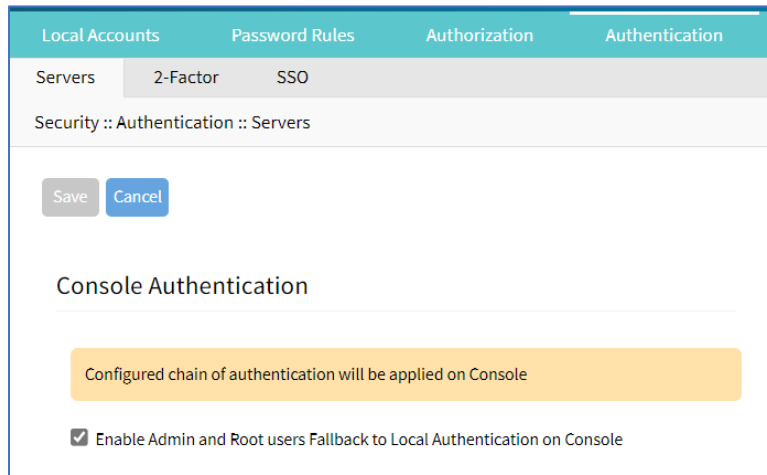 Local Accounts Password Rules Authorization Authentication
Servers 2-Factor SSO
Security :: Authentication :: Servers
Save Cancel
Console Authentication
Configured chain of authentication will be applied on Console
Enable Admin and Root users Fallback to Local Authentication on Console